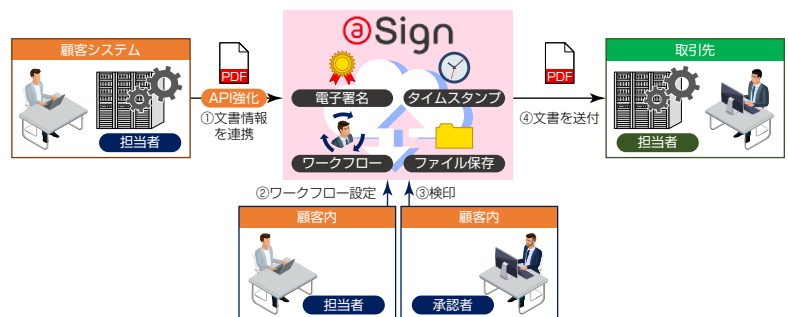 @Sign
顧客システム
PDF
API強化
①文書情報
を連携
担当者
電子署名
タイムスタンプ
ワークフロー
ファイル保存
PDF
④文書を送付
取引先
担当者
②ワークフロー設定
③検印
顧客内
担当者
顧客内
承認者